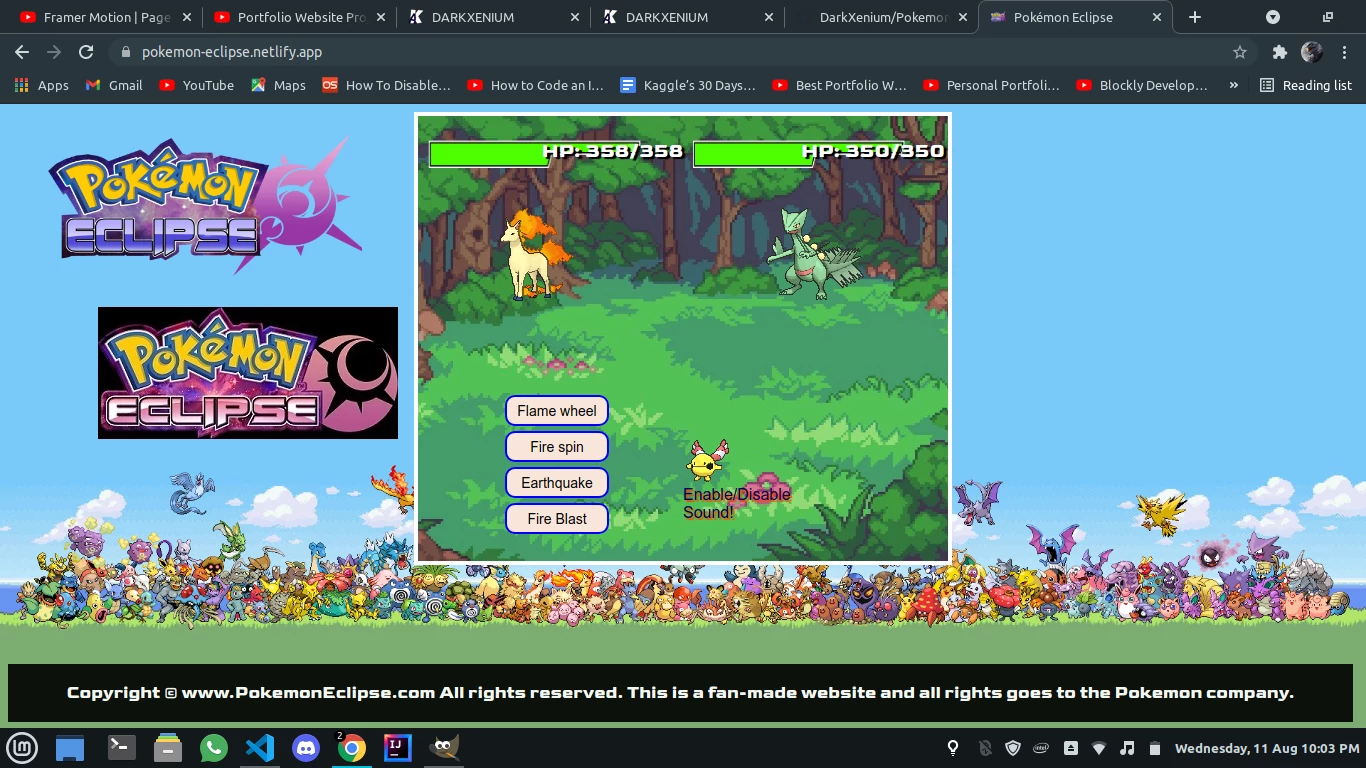 Framer Motion | Page
Portfolio Website Pro
DARKXENIUM
DARKXENIUM
DarkXenium/Pokemon
Pokémon Eclipse
pokemon-eclipse.netlify.app
Apps
Gmail
YouTube
Maps
OS
How To Disable...
How to Code an I...
Kaggle's 30 Days...
Best Portfolio W...
Personal Portfoli...
Blockly Develop...
»
Reading list
POKéMON
ECLIPSE
POKéMON
ECLIPSE
HP: 358/358
HP: 350/350
Flame wheel
Fire spin
Earthquake
Fire Blast
Enable/Disable
Sound!
Copyright © www.PokemonEclipse.com All rights reserved. This is a fan-made website and all rights goes to the Pokemon company.
2
IJ
Wednesday, 11 Aug 10:03 PM